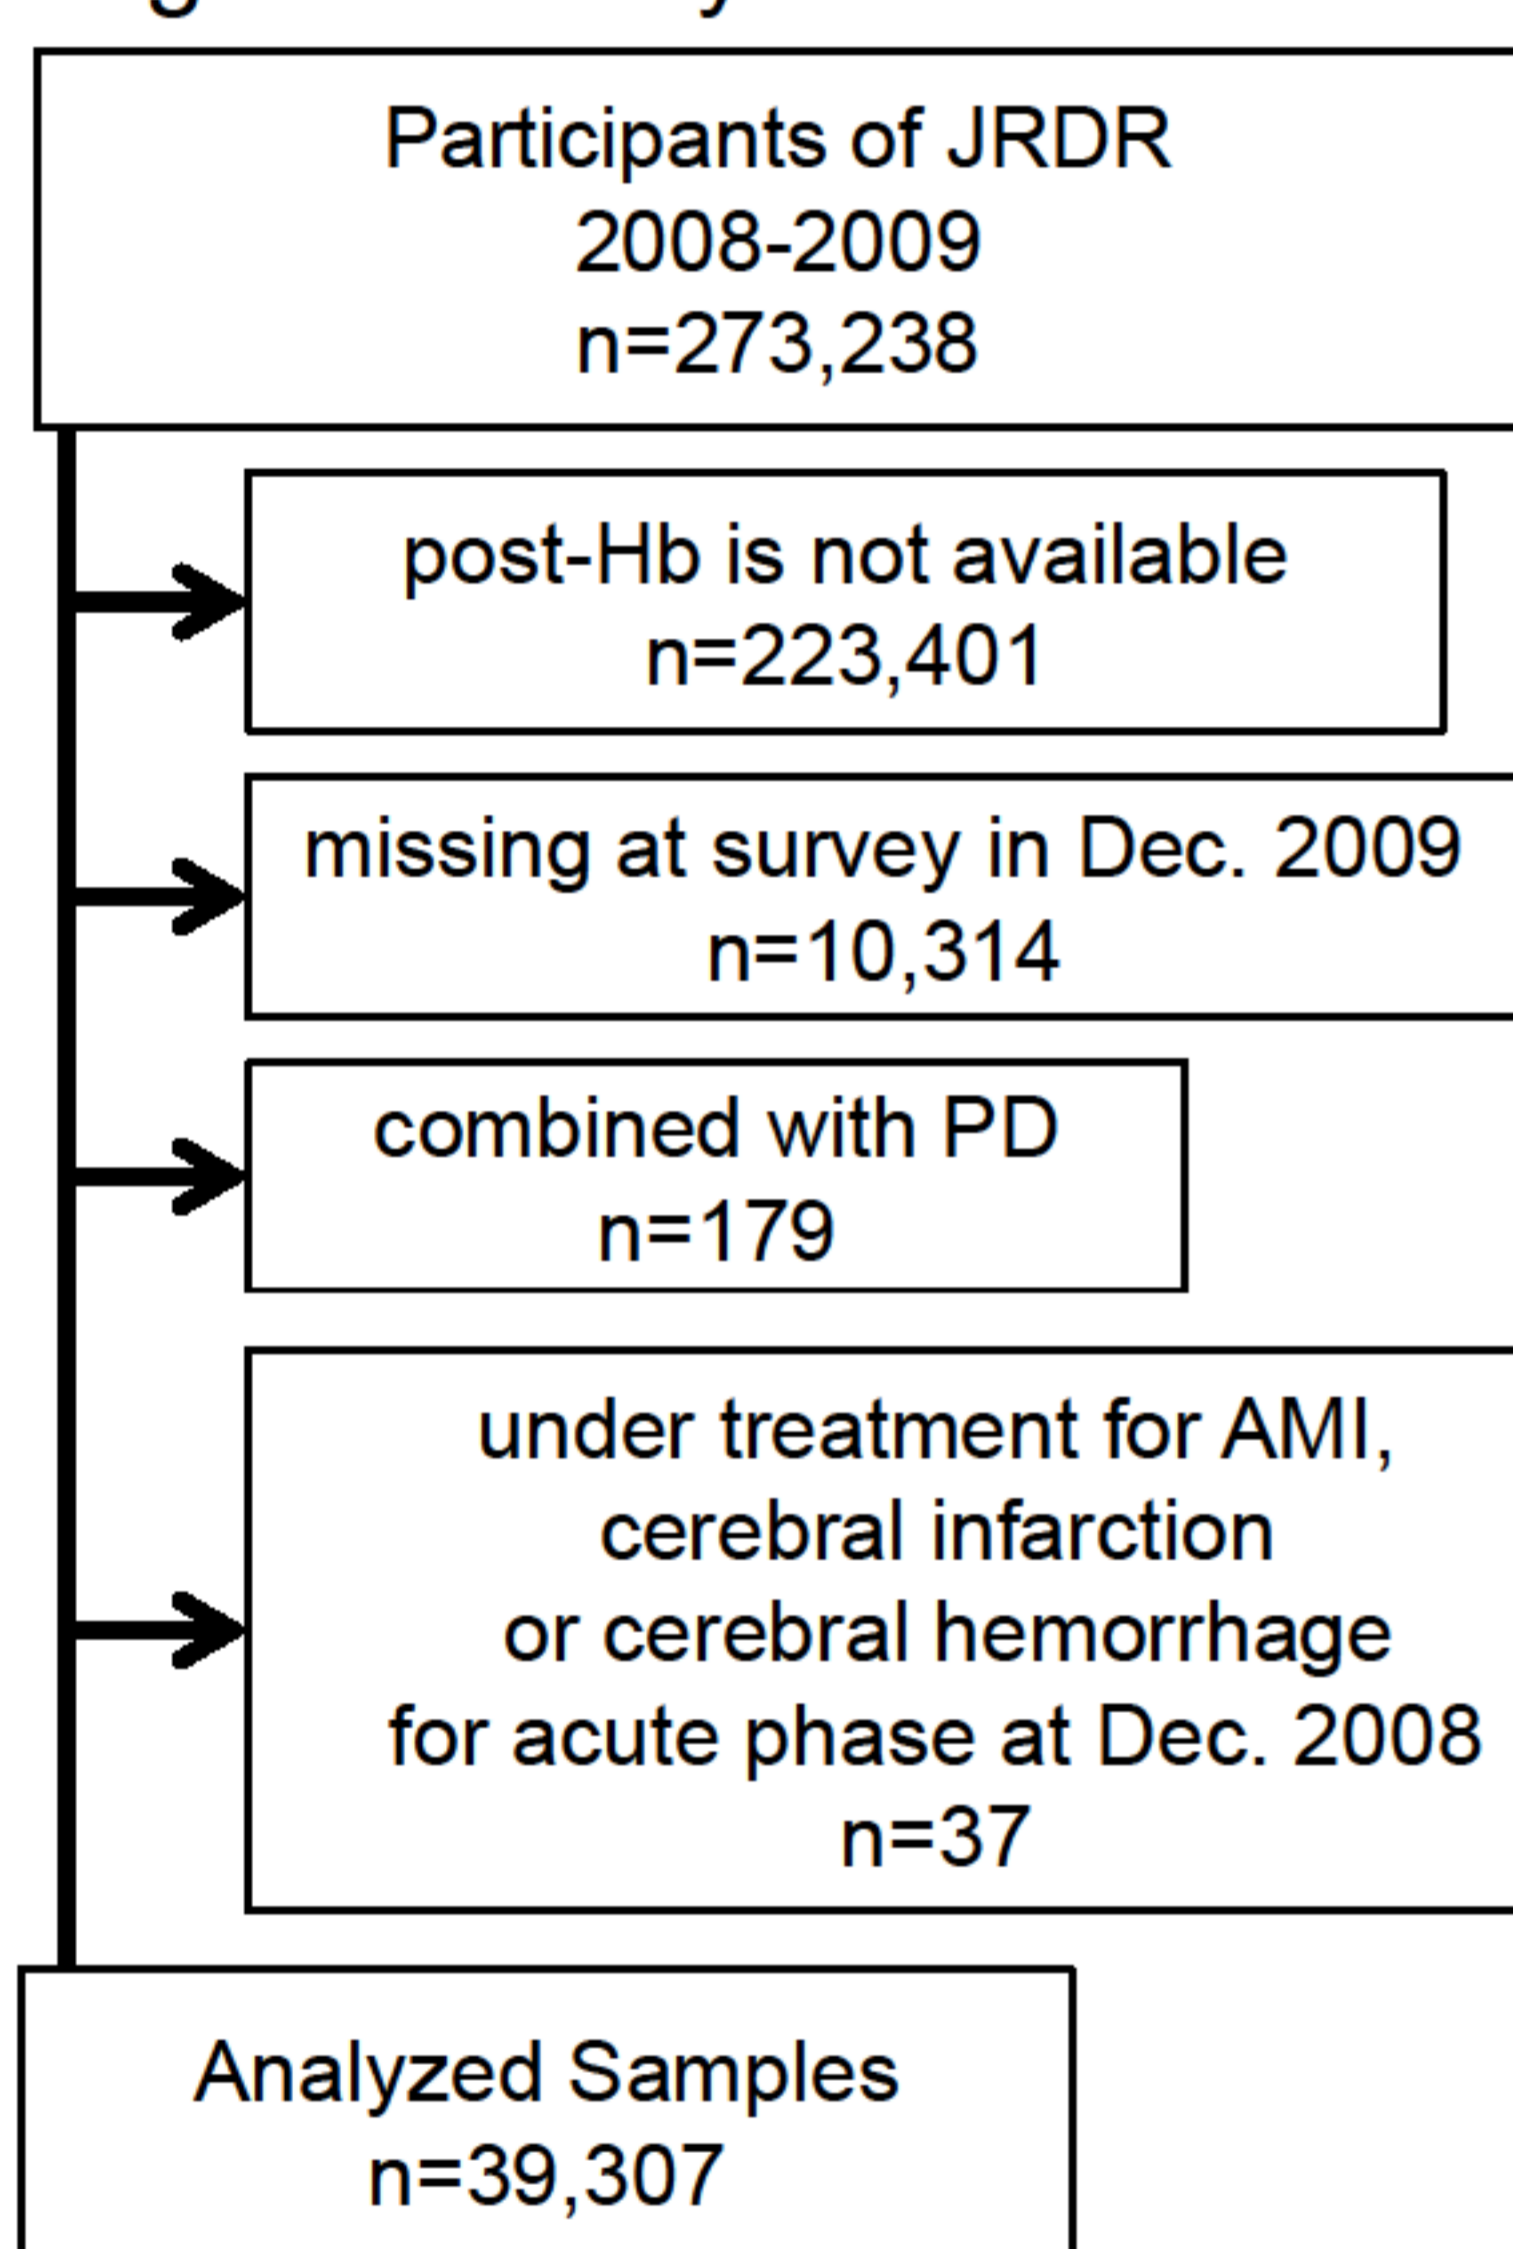 Participants of JRDR
2008-2009
n=273,238
post-Hb is not available
n=223,401
missing at survey in Dec. 2009
n=10,314
combined with PD
n=179
under treatment for AMI,
cerebral infarction
or cerebral hemorrhage
for acute phase at Dec. 2008
n=37
Analyzed Samples
n=39,307